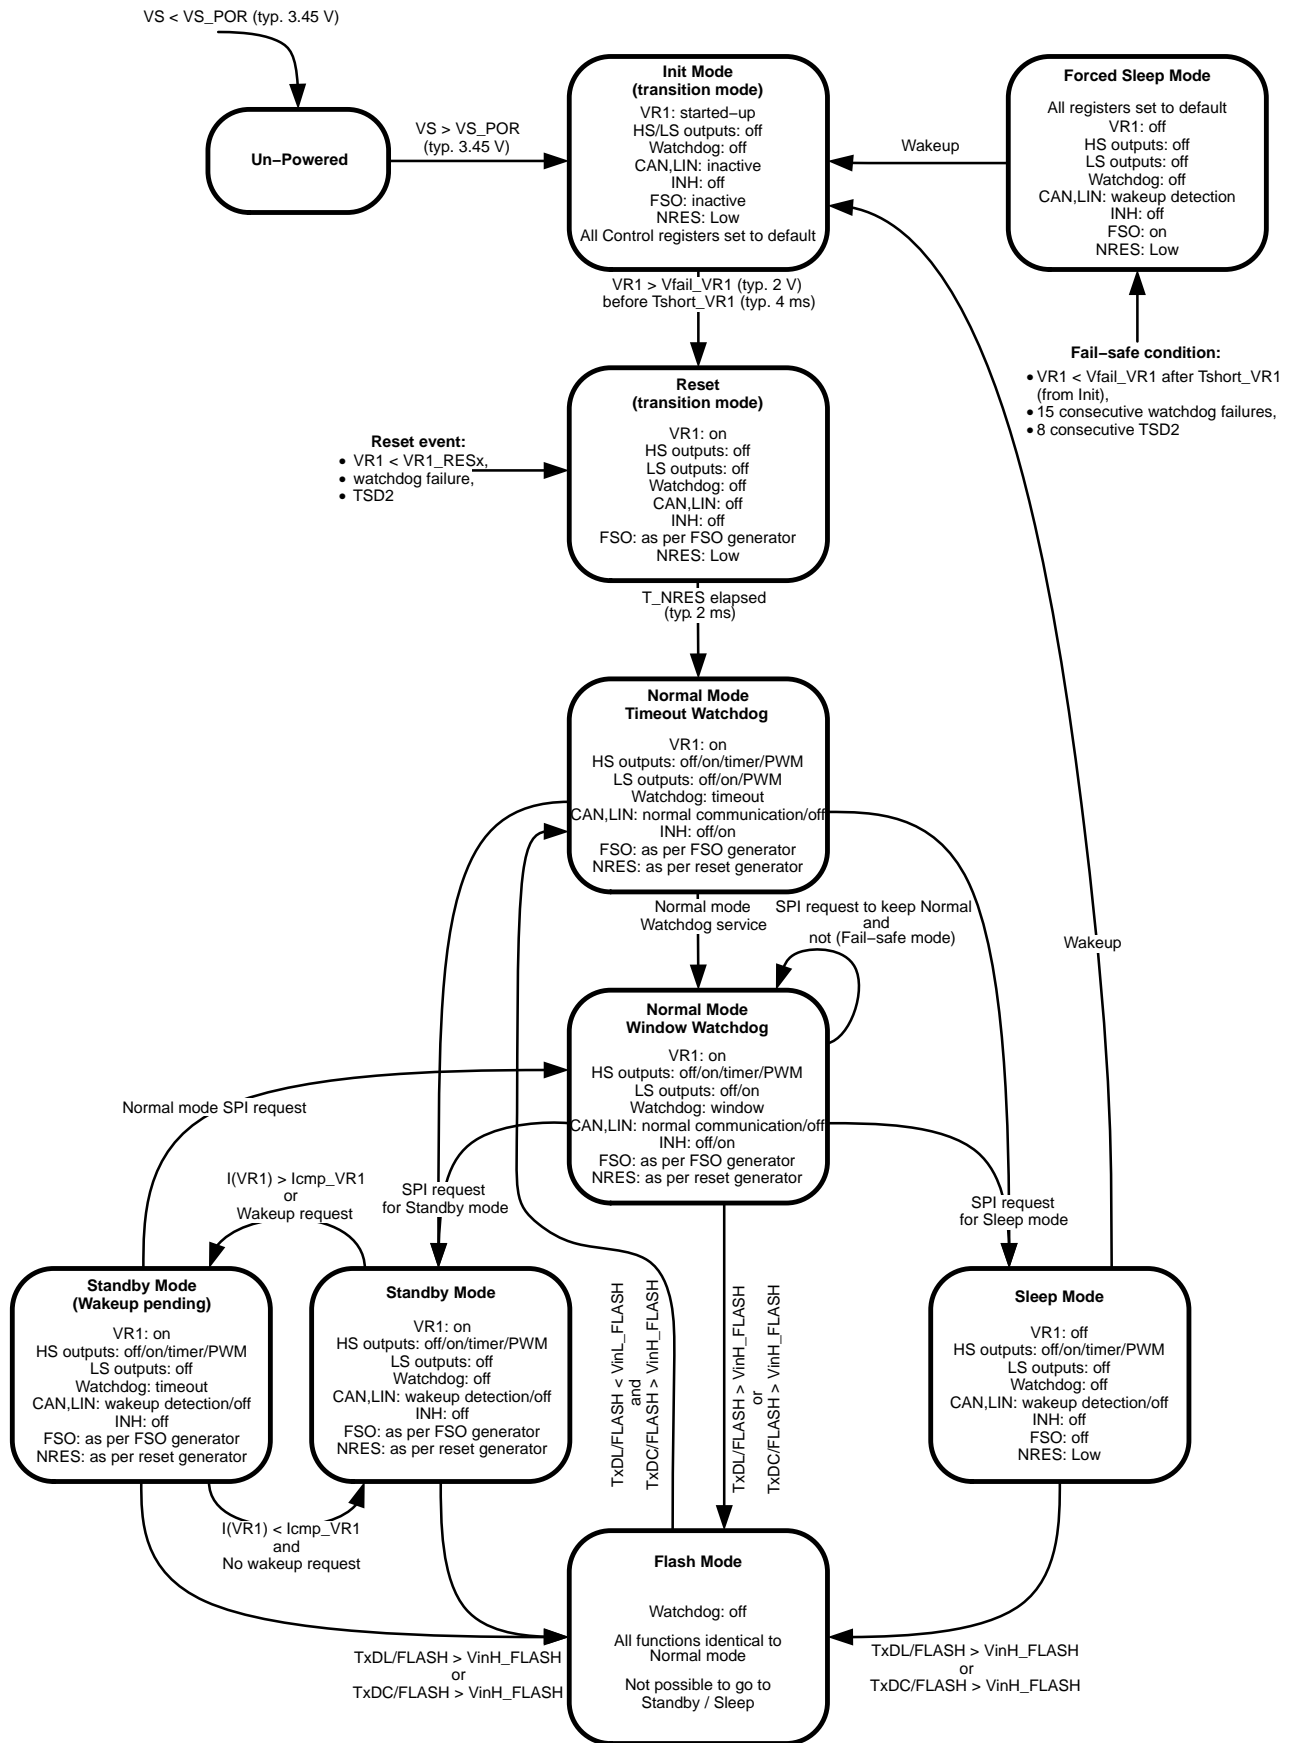 VS < VS_POR (typ. 3.45 V)
Un−Powered
VS > VS_POR
(typ. 3.45 V)
Init Mode
(transition mode)
VR1: started−up
HS/LS outputs: off
Watchdog: off
CAN,LIN: inactive
INH: off
FSO: inactive
NRES: Low
All Control registers set to default
Wakeup
Forced Sleep Mode
All registers set to default
VR1: off
HS outputs: off
LS outputs: off
Watchdog: off
CAN,LIN: wakeup detection
INH: off
FSO: on
NRES: Low
VR1 > Vfail_VR1 (typ. 2 V)
before Tshort_VR1 (typ. 4 ms)
Fail−safe condition:
• VR1 < Vfail_VR1 after Tshort_VR1
(from Init),
• 15 consecutive watchdog failures,
• 8 consecutive TSD2
Reset event:
• VR1 < VR1_RESx,
• watchdog failure,
• TSD2
Reset
(transition mode)
VR1: on
HS outputs: off
LS outputs: off
Watchdog: off
CAN,LIN: off
INH: off
FSO: as per FSO generator
NRES: Low
T_NRES elapsed
(typ. 2 ms)
Normal Mode
Timeout Watchdog
VR1: on
HS outputs: off/on/timer/PWM
LS outputs: off/on/PWM
Watchdog: timeout
CAN,LIN: normal communication/off
INH: off/on
FSO: as per FSO generator
NRES: as per reset generator
Normal mode
Watchdog service
SPI request to keep Normal
and
not (Fail−safe mode)
Wakeup
Normal Mode
Window Watchdog
VR1: on
HS outputs: off/on/timer/PWM
LS outputs: off/on
Watchdog: window
CAN,LIN: normal communication/off
INH: off/on
FSO: as per FSO generator
NRES: as per reset generator
Normal mode SPI request
I(VR1) > Icmp_VR1
or
Wakeup request
SPI request
for Standby mode
SPI request
for Sleep mode
Standby Mode
(Wakeup pending)
VR1: on
HS outputs: off/on/timer/PWM
LS outputs: off
Watchdog: timeout
CAN,LIN: wakeup detection/off
INH: off
FSO: as per FSO generator
NRES: as per reset generator
Standby Mode
VR1: on
HS outputs: off/on/timer/PWM
LS outputs: off
Watchdog: off
CAN,LIN: wakeup detection/off
INH: off
FSO: as per FSO generator
NRES: as per reset generator
TxDL/FLASH < VinL_FLASH
and
TxDC/FLASH > VinH_FLASH
TxDL/FLASH > VinH_FLASH
or
TxDC/FLASH > VinH_FLASH
Sleep Mode
VR1: off
HS outputs: off/on/timer/PWM
LS outputs: off
Watchdog: off
CAN,LIN: wakeup detection/off
INH: off
FSO: off
NRES: Low
I(VR1) < Icmp_VR1
and
No wakeup request
Flash Mode
Watchdog: off
All functions identical to
Normal mode
Not possible to go to
Standby / Sleep
TxDL/FLASH > VinH_FLASH
or
TxDC/FLASH > VinH_FLASH
TxDL/FLASH > VinH_FLASH
or
TxDC/FLASH > VinH_FLASH